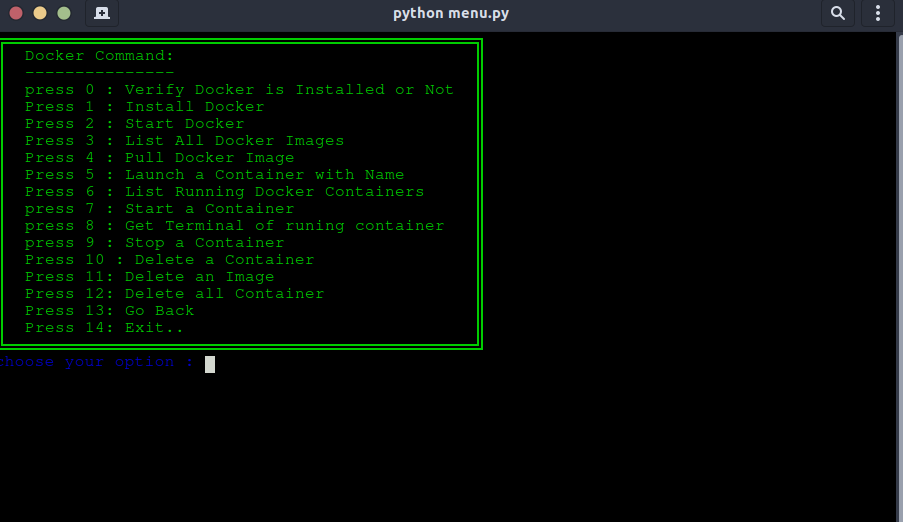 python menu.py
Docker Command:
---------------
press 0 : Verify Docker is Installed or Not
Press 1 : Install Docker
Press 2 : Start Docker
Press 3 : List All Docker Images
Press 4 : Pull Docker Image
Press 5 : Launch a Container with Name
Press 6 : List Running Docker Containers
press 7 : Start a Container
press 8 : Get Terminal of runing container
press 9 : Stop a Container
Press 10 : Delete a Container
Press 11: Delete an Image
Press 12: Delete all Container
Press 13: Go Back
Press 14: Exit..
choose your option :